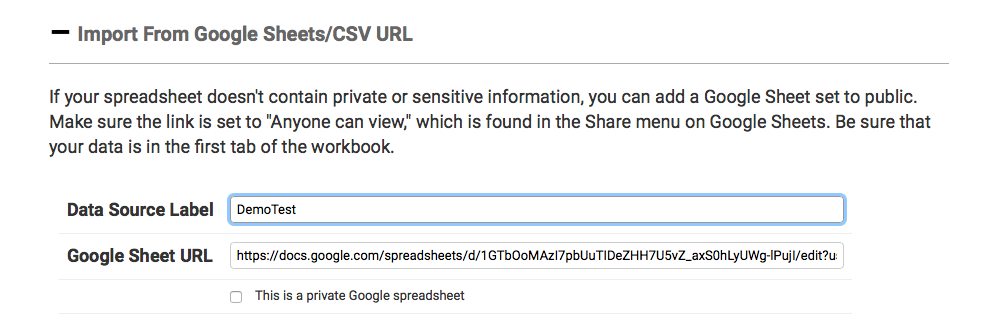 Import From Google Sheets/CSV URL
If your spreadsheet doesn't contain private or sensitive information, you can add a Google Sheet set to public.
Make sure the link is set to "Anyone can view," which is found in the Share menu on Google Sheets. Be sure that
your data is in the first tab of the workbook.
Data Source Label DemoTest
Google Sheet URL https://docs.google.com/spreadsheets/d/1GTbOoMAzI7pbUuTIDeZHH7U5vZ_axS0hLyUWg-lPujI/edit?u
This is a private Google spreadsheet